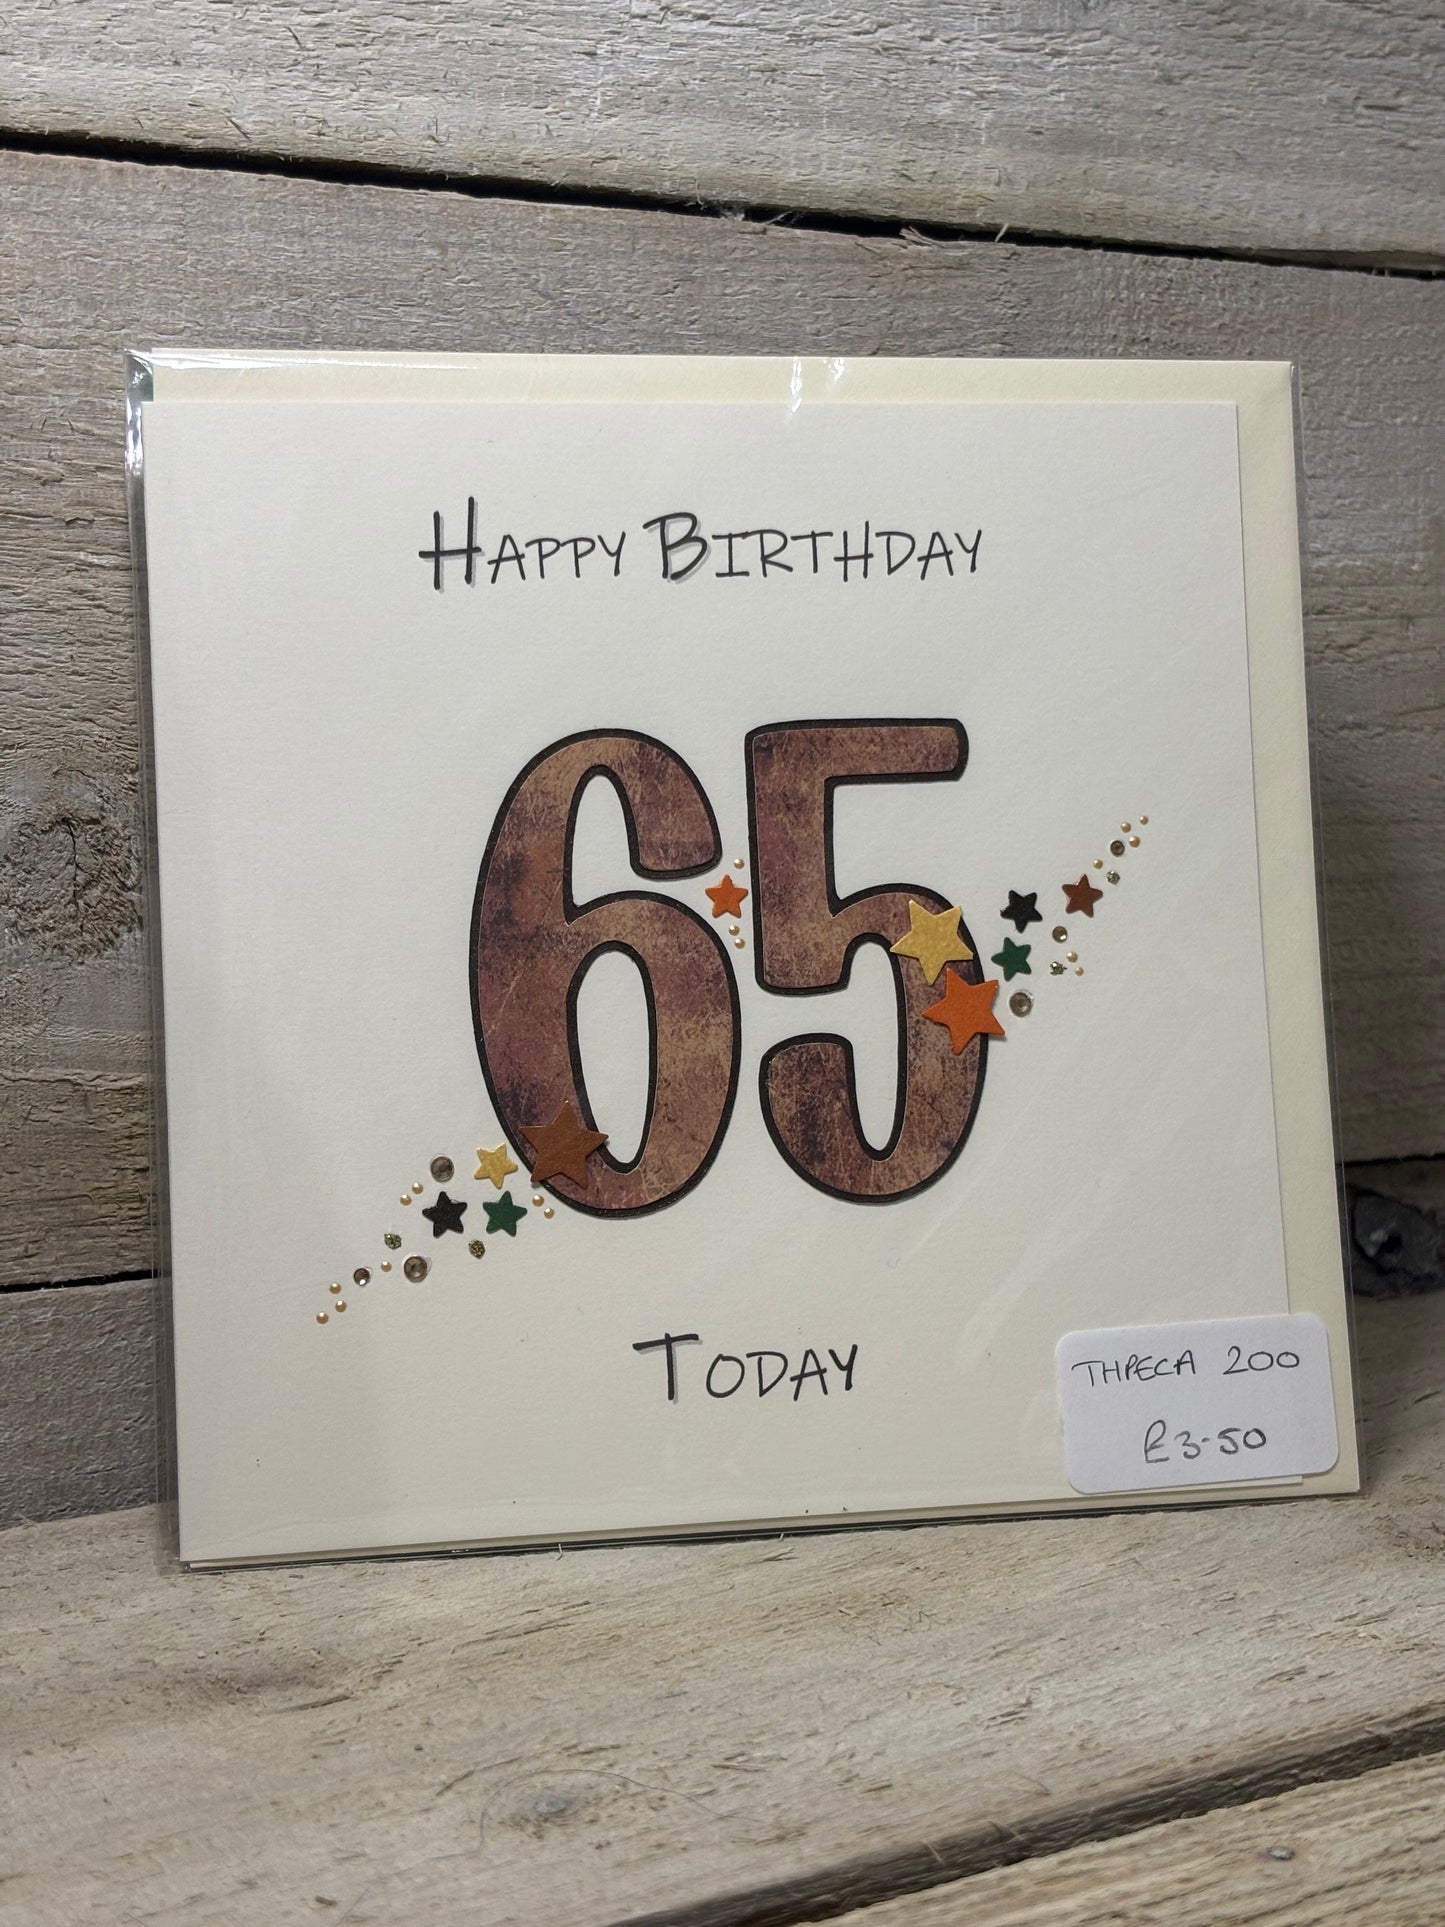 HAPPY BIRTHDAY
65
TODAY
THPECA 200
£3-50